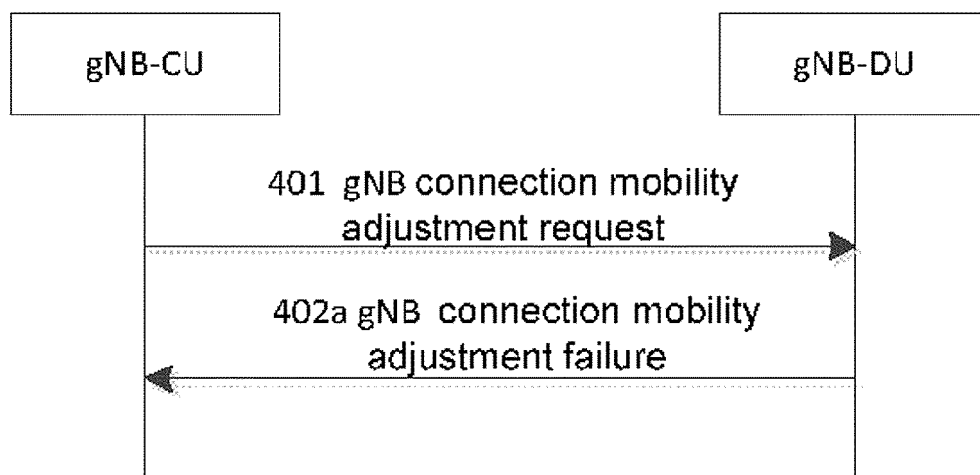 gNB-CU
gNB-DU
401 gNB connection mobility
adjustment request
402a gNB connection mobility
adjustment failure